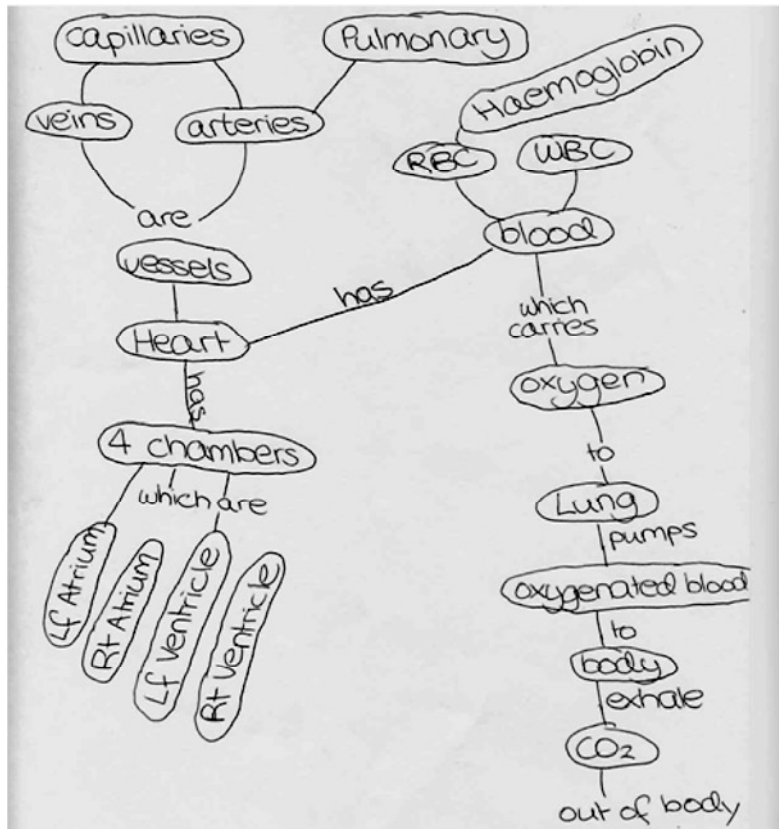 capillaries
Pulmonary
Haemoglobin
veins
arteries
RBC
WBC
are
blood
vessels
has
which
carries
Heart
oxygen
has
4 chambers
to
which are
Lung
pumps
Lf Atrium
Rt Atrium
Lf Ventricle
Rt Ventricle
oxygenated blood
to
body
exhale
CO2
out of body